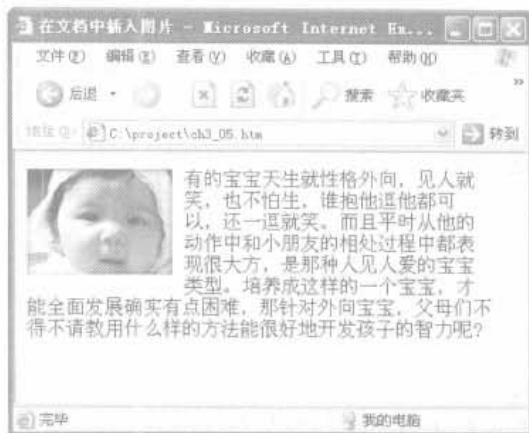 在文档中插入图片 - Microsoft Internet Ex...
文件(F) 编辑(E) 查看(V) 收藏(A) 工具(T) 帮助(H)
后退 搜索 收藏夹 »
地址(D) C:\project\ch3_05.htm 转到
有的宝宝天生就性格外向，见人就
笑，也不怕生，谁抱他逗他都可
以，还一逗就笑。而且平时从他的
动作中和小朋友的相处过程中都表
现很大方，是那种人见人爱的宝宝
类型。培养成这样的一个宝宝，才
能全面发展确实有点困难，那针对外向宝宝，父母们不
得不请教用什么样的方法能很好地开发孩子的智力呢?
完毕 我的电脑